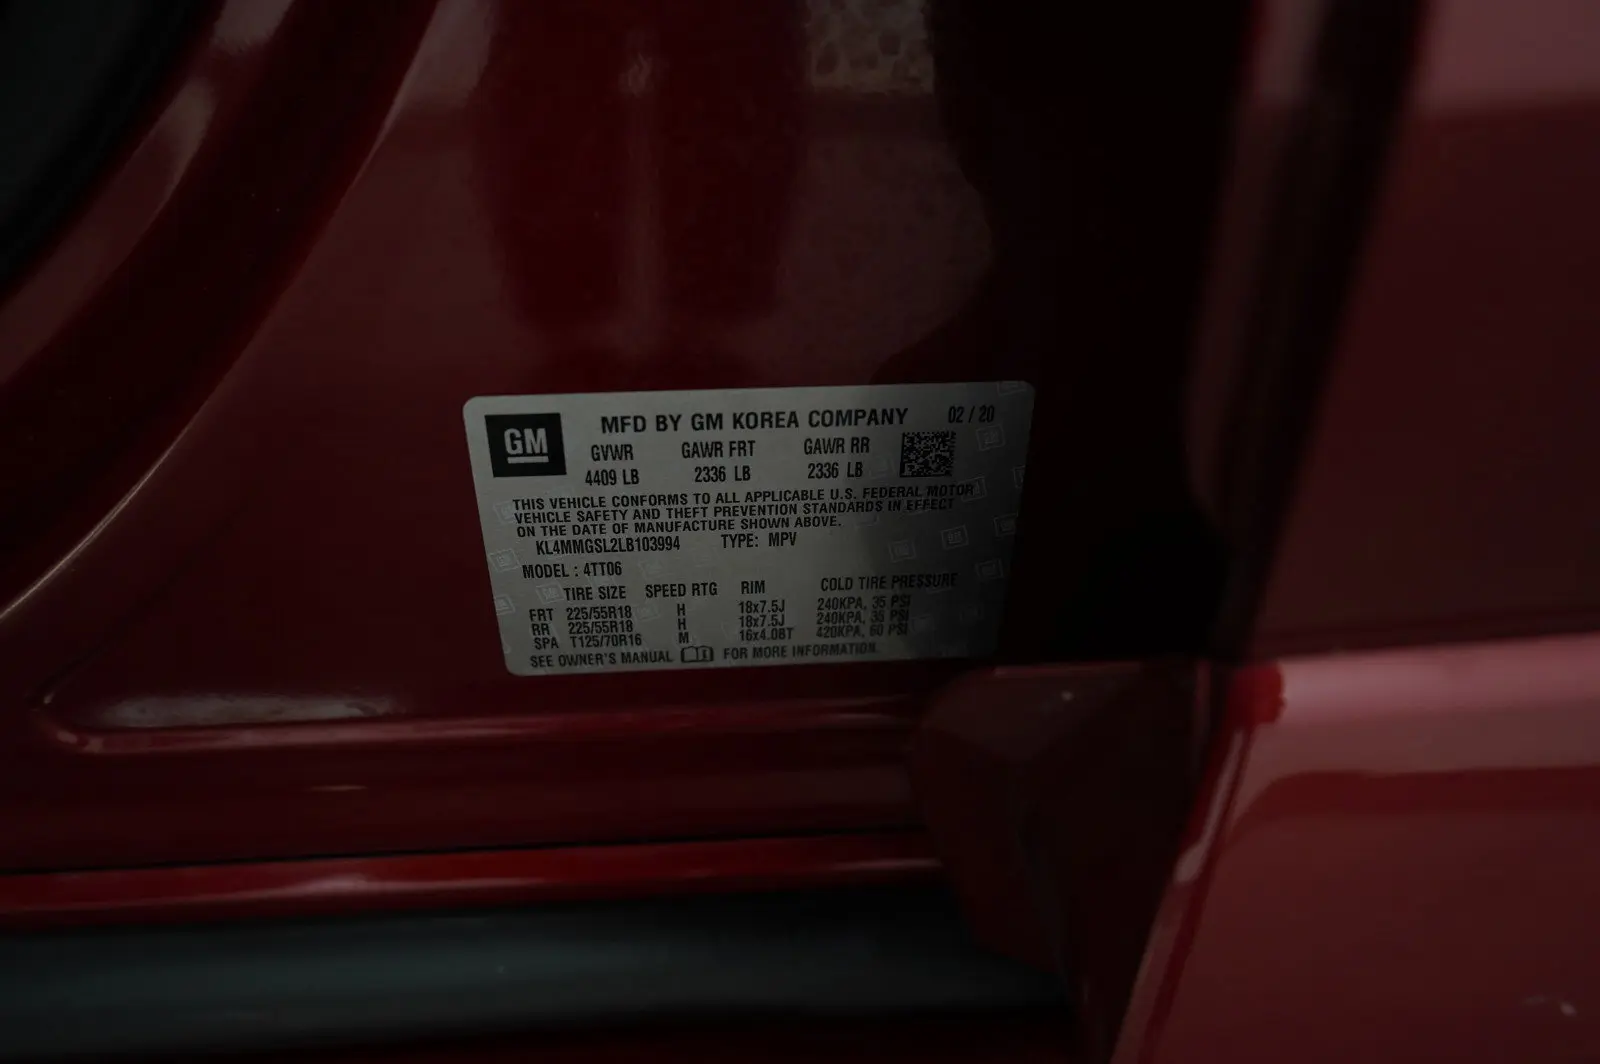 GM
MFD BY GM KOREA COMPANY 02 / 20
GVWR GAWR FRT GAWR RR
4409 LB 2336 LB 2336 LB
THIS VEHICLE CONFORMS TO ALL APPLICABLE U.S. FEDERAL MOTOR
VEHICLE SAFETY AND THEFT PREVENTION STANDARDS IN EFFECT
ON THE DATE OF MANUFACTURE SHOWN ABOVE.
KL4MMGSL2LB103994 TYPE: MPV
MODEL : 4TT06
TIRE SIZE SPEED RTG RIM COLD TIRE PRESSURE
FRT 225/55R18 H 18x7.5J 240KPA, 35 PSI
RR 225/55R18 H 18x7.5J 240KPA, 35 PSI
SPA T125/70R16 M 16x4.0BT 420KPA, 60 PSI
SEE OWNER'S MANUAL FOR MORE INFORMATION.